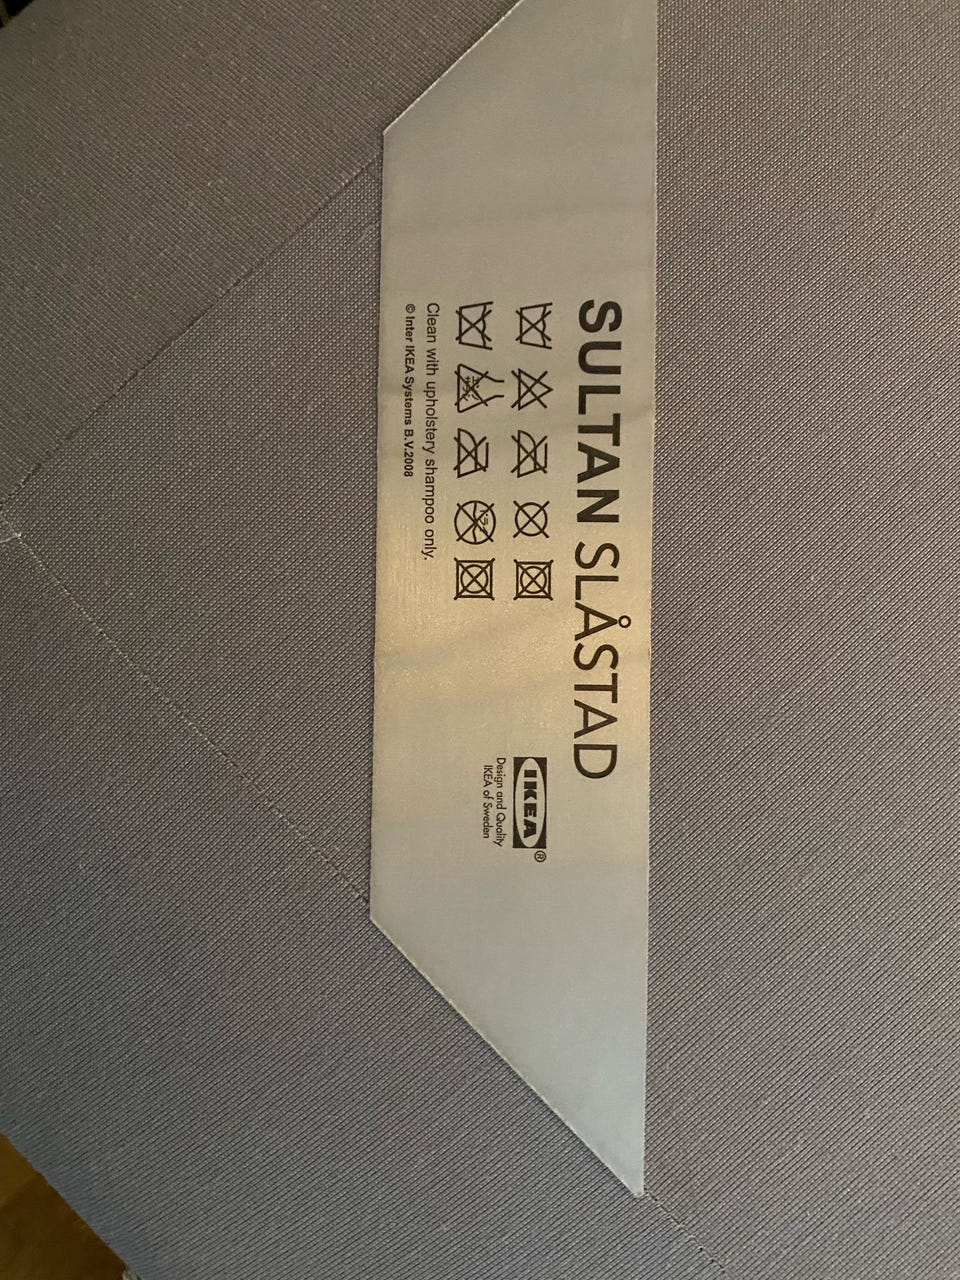 SULTAN SLÅSTAD
Clean with upholstery shampoo only.
© Inter IKEA Systems B.V.2008
IKEA®
Design and Quality
IKEA of Sweden